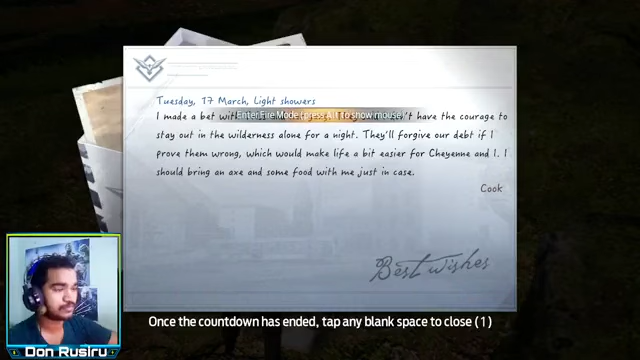 Tuesday, 17 March, Light showers
I made a bet with Enter Fire Mode (press Alt to show mouse) 't have the courage to
stay out in the wilderness alone for a night. They'll forgive our debt if I
prove them wrong, which would make life a bit easier for Cheyenne and I. I
should bring an axe and some food with me just in case.
Cook
Best wishes
Once the countdown has ended, tap any blank space to close (1)
Don Rusiru